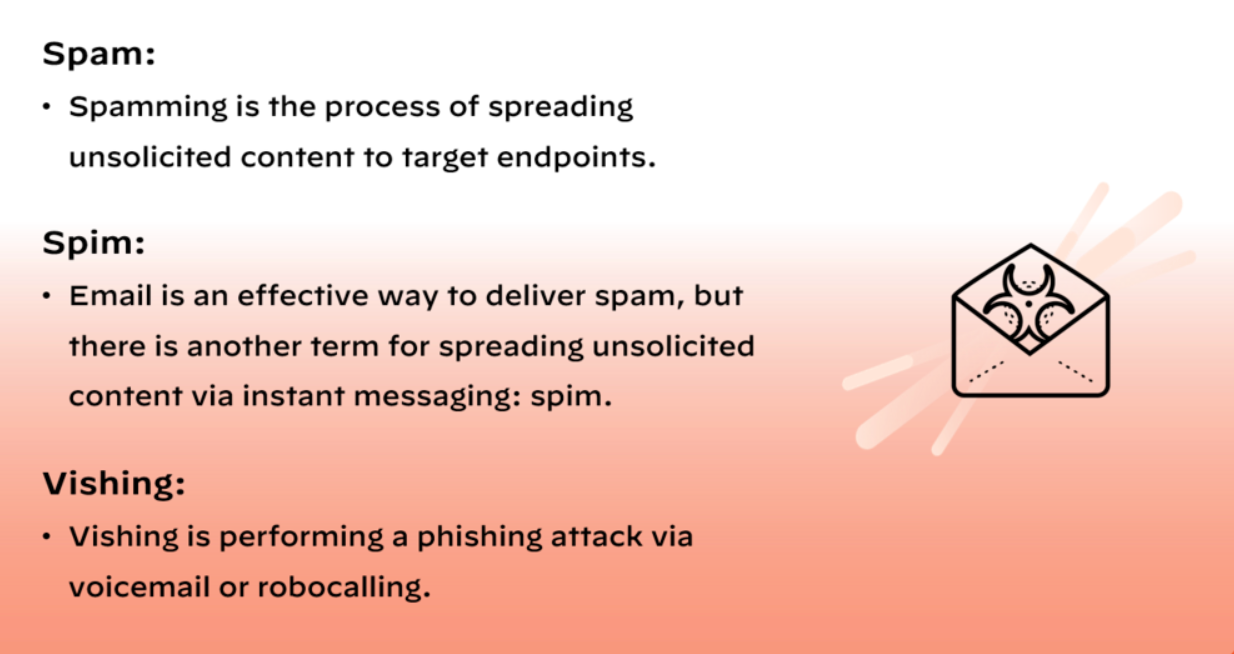 Spam:
• Spamming is the process of spreading
unsolicited content to target endpoints.
Spim:
• Email is an effective way to deliver spam, but
there is another term for spreading unsolicited
content via instant messaging: spim.
Vishing:
• Vishing is performing a phishing attack via
voicemail or robocalling.